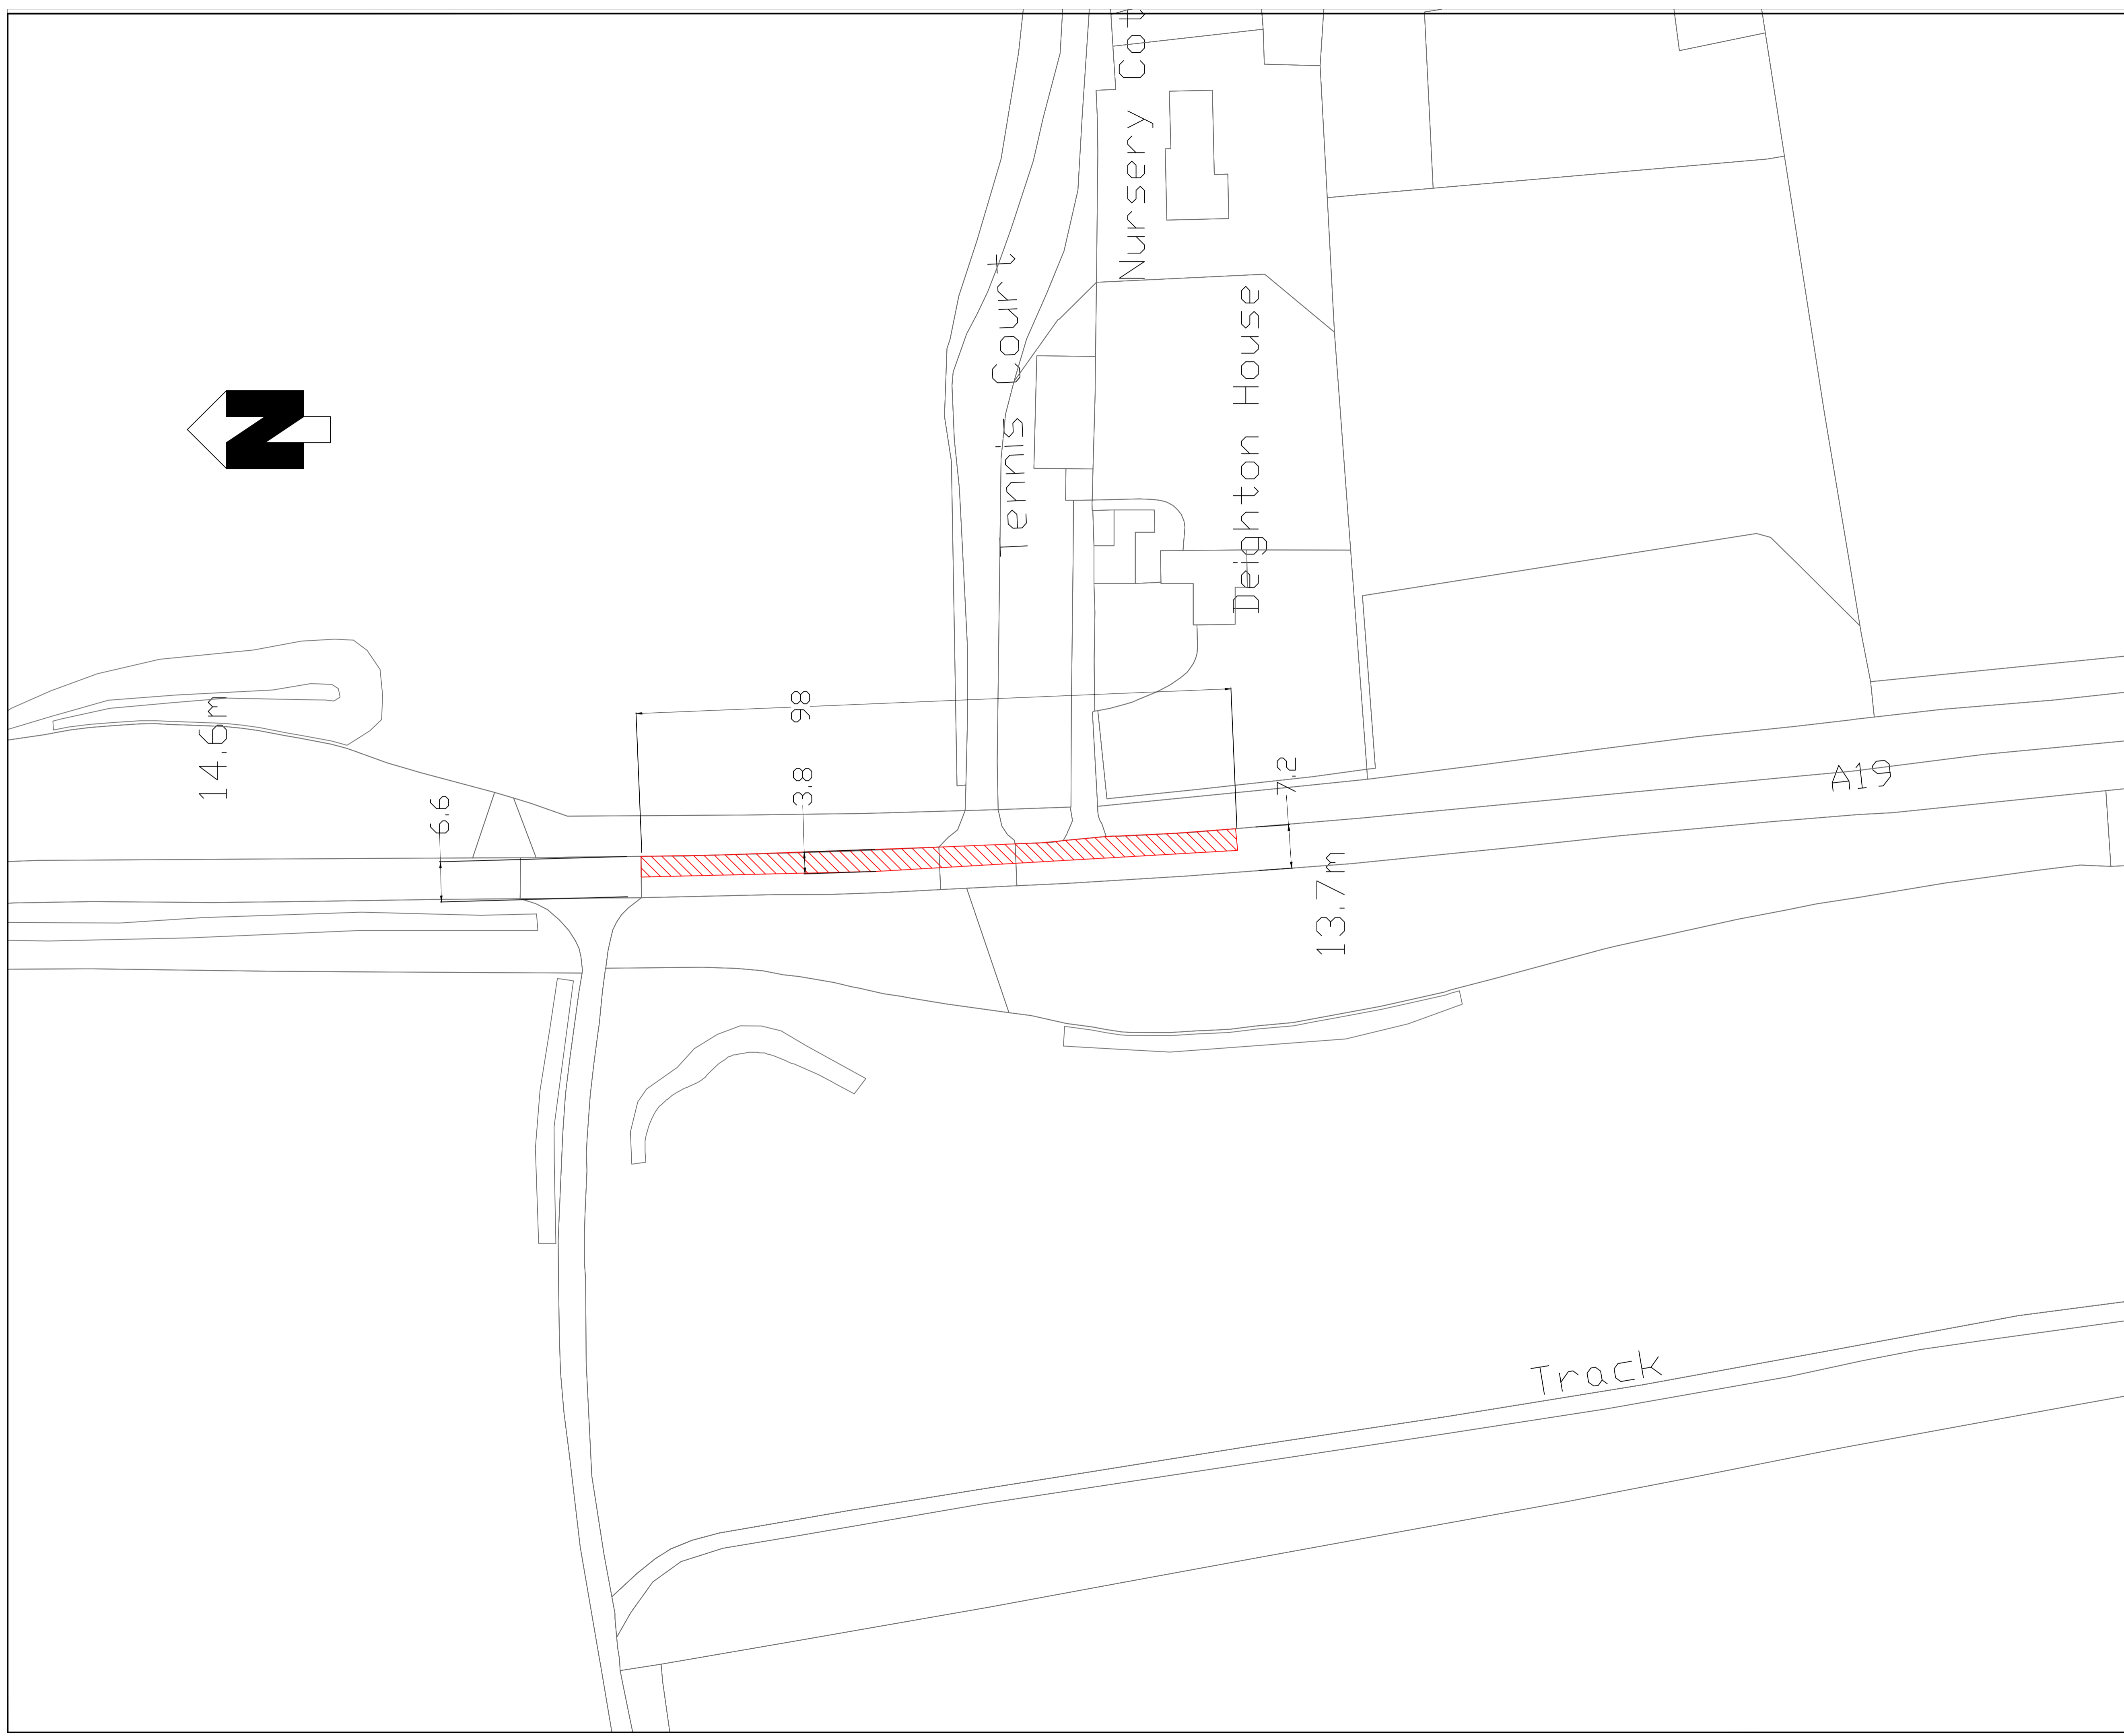 N
Nursery Cot
Tennis Court
Deighton House
14.6m
98
3.8
6.6
7.2
A19
13.7m
Track